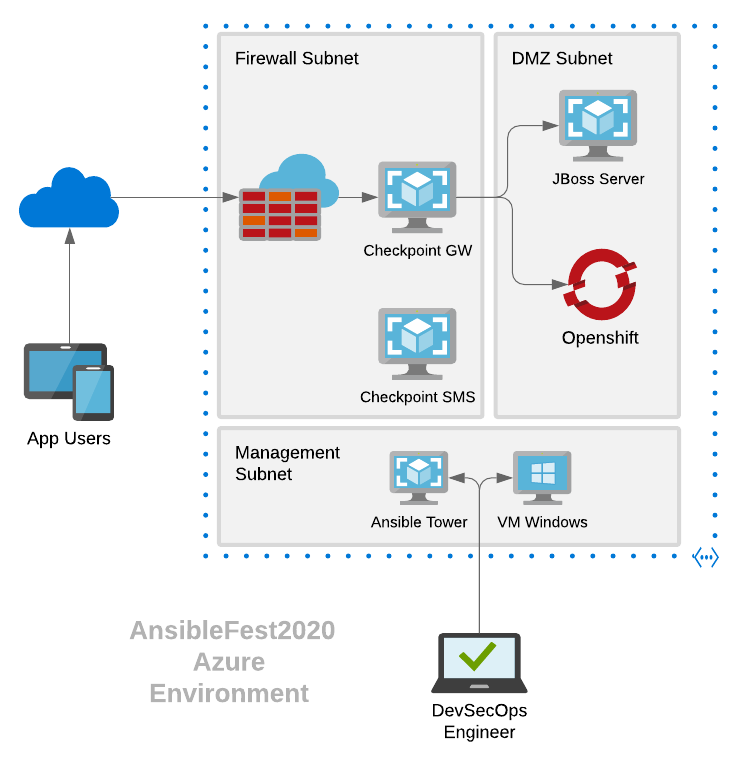 Firewall Subnet
DMZ Subnet
JBoss Server
Checkpoint GW
Openshift
Checkpoint SMS
App Users
Management
Subnet
Ansible Tower
VM Windows
AnsibleFest2020
Azure
Environment
DevSecOps
Engineer